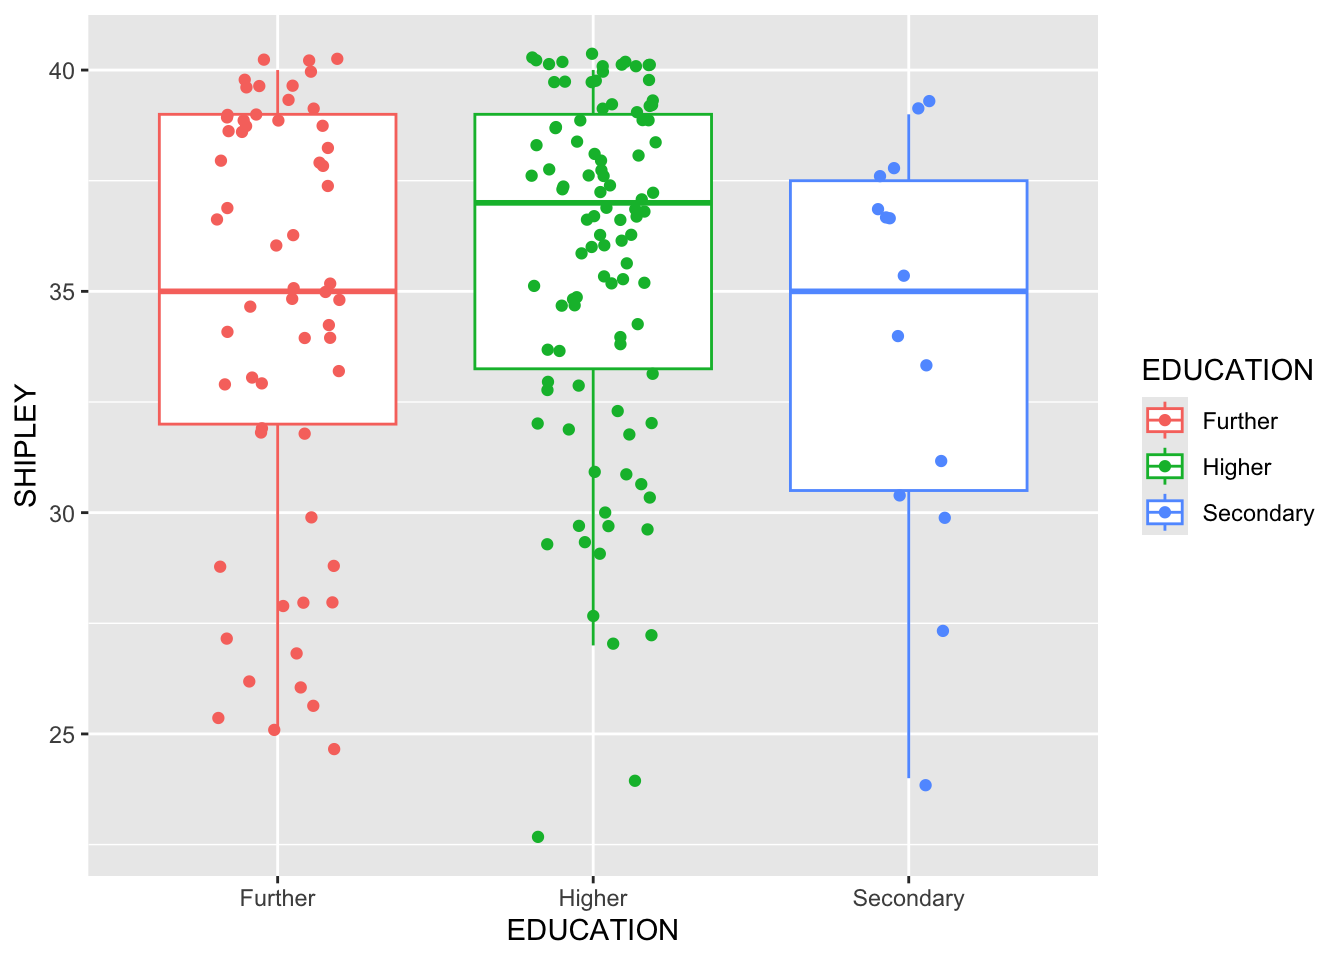 SHIPLEY
40
35
30
25
Further
Higher
Secondary
EDUCATION
EDUCATION
Further
Higher
Secondary